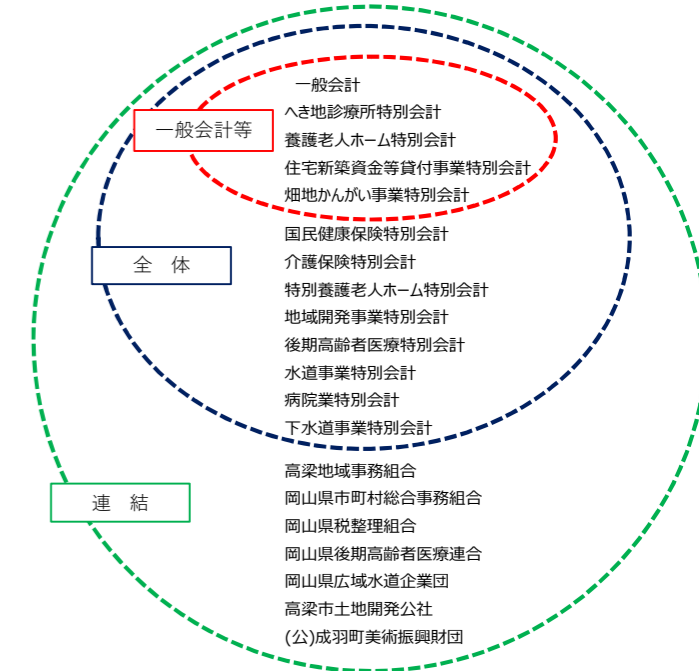 一般会計
へき地診療所特別会計
一般会計等
養護老人ホーム特別会計
住宅新築資金等貸付事業特別会計
畑地かんがい事業特別会計
国民健康保険特別会計
全　体
介護保険特別会計
特別養護老人ホーム特別会計
地域開発事業特別会計
後期高齢者医療特別会計
水道事業特別会計
病院業特別会計
下水道事業特別会計
高梁地域事務組合
連　結
岡山県市町村総合事務組合
岡山県税整理組合
岡山県後期高齢者医療連合
岡山県広域水道企業団
高梁市土地開発公社
(公)成羽町美術振興財団